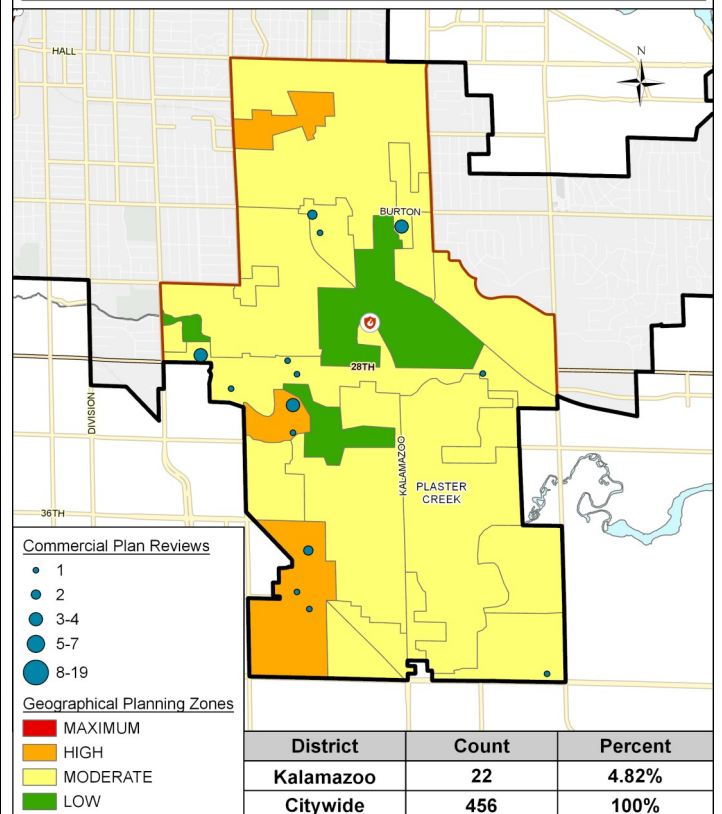 HALL
N
BURTON
28TH
DIVISION
KALAMAZOO
PLASTER
CREEK
36TH
Commercial Plan Reviews
1
2
3-4
5-7
8-19
Geographical Planning Zones
MAXIMUM
HIGH
MODERATE
LOW
District Count Percent
Kalamazoo 22 4.82%
Citywide 456 100%